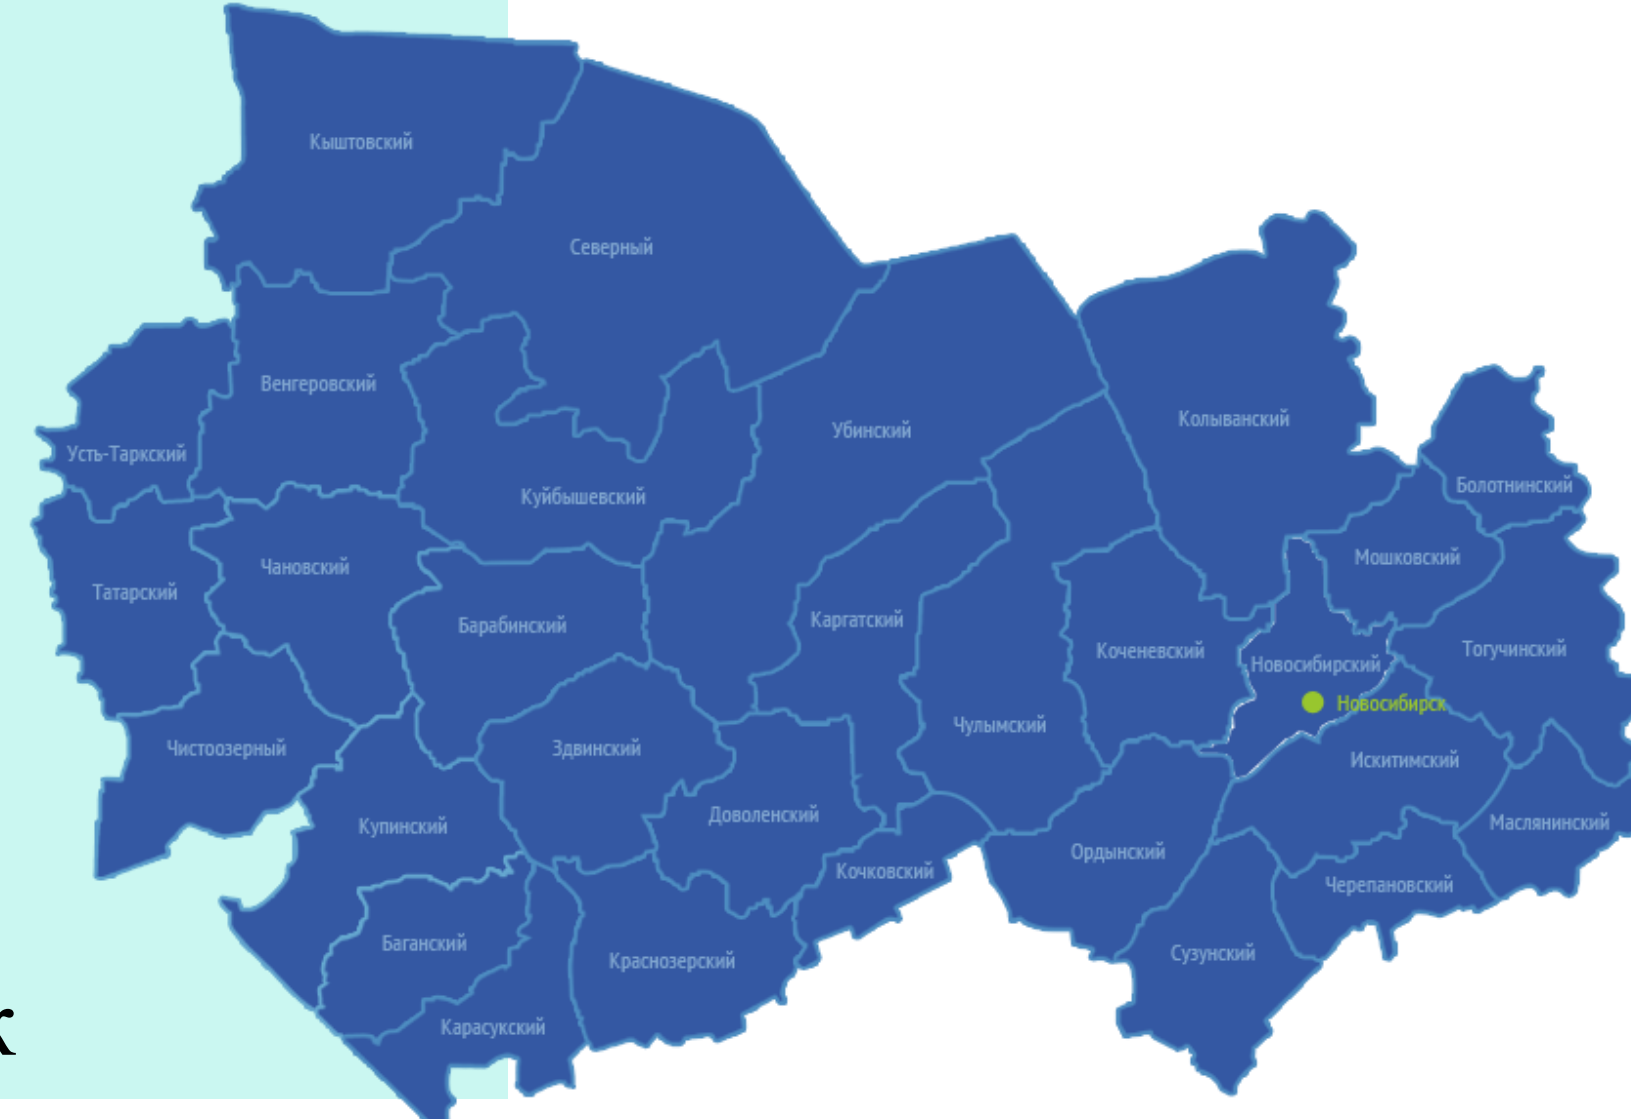 Кыштовский
Северный
Венгеровский
Колыванский
Убинский
Усть-Таркский
Болотнинский
Куйбышевский
Мошковский
Чановский
Татарский
Каргатский
Барабинский
Тогучинский
Коченевский
Новосибирский
Новосибирск
Чулымский
Чистоозерный
Здвинский
Искитимский
Доволенский
Маслянинский
Купинский
Ордынский
Кочковский
Черепановский
Баганский
Сузунский
Краснозерский
Карасукский